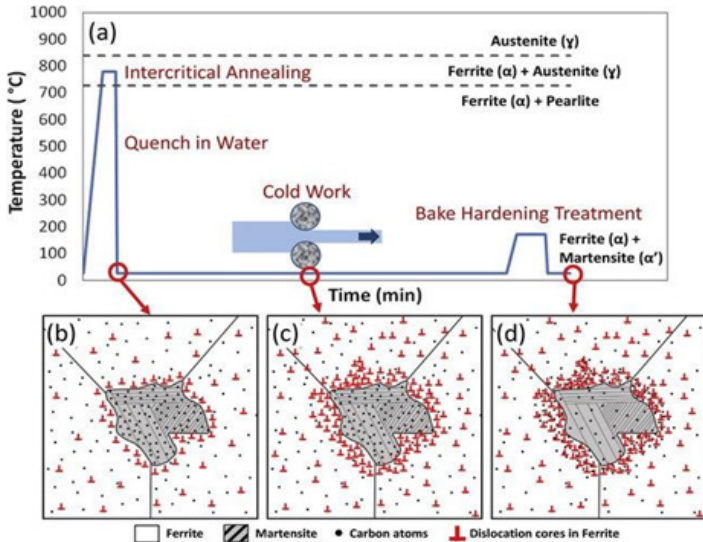 (a)
Temperature ( °C)
1000
900
800
700
600
500
400
300
200
100
0
Austenite (ɣ)
Intercritical Annealing
Ferrite (α) + Austenite (ɣ)
Ferrite (α) + Pearlite
Quench in Water
Cold Work
Bake Hardening Treatment
Ferrite (α) +
Martensite (α’)
Time (min)
(b)
(c)
(d)
Ferrite
Martensite
Carbon atoms
Dislocation cores in Ferrite